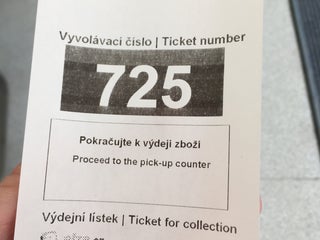 Vyvolávací číslo | Ticket number
725
Pokračujte k výdeji zboží
Proceed to the pick-up counter
Výdejní lístek | Ticket for collection